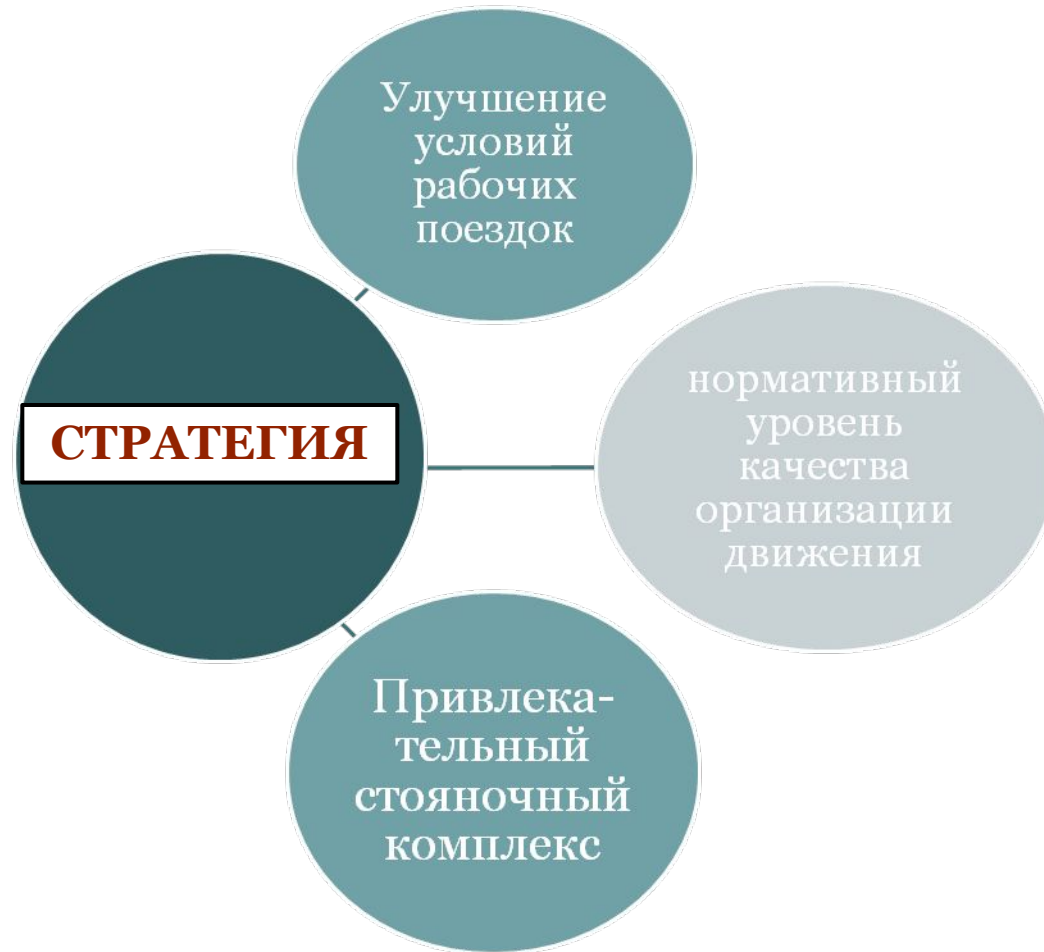 Улучшение
условий
рабочих
поездок
СТРАТЕГИЯ
нормативный
уровень
качества
организации
движения
Привлека-
тельный
стояночный
комплекс